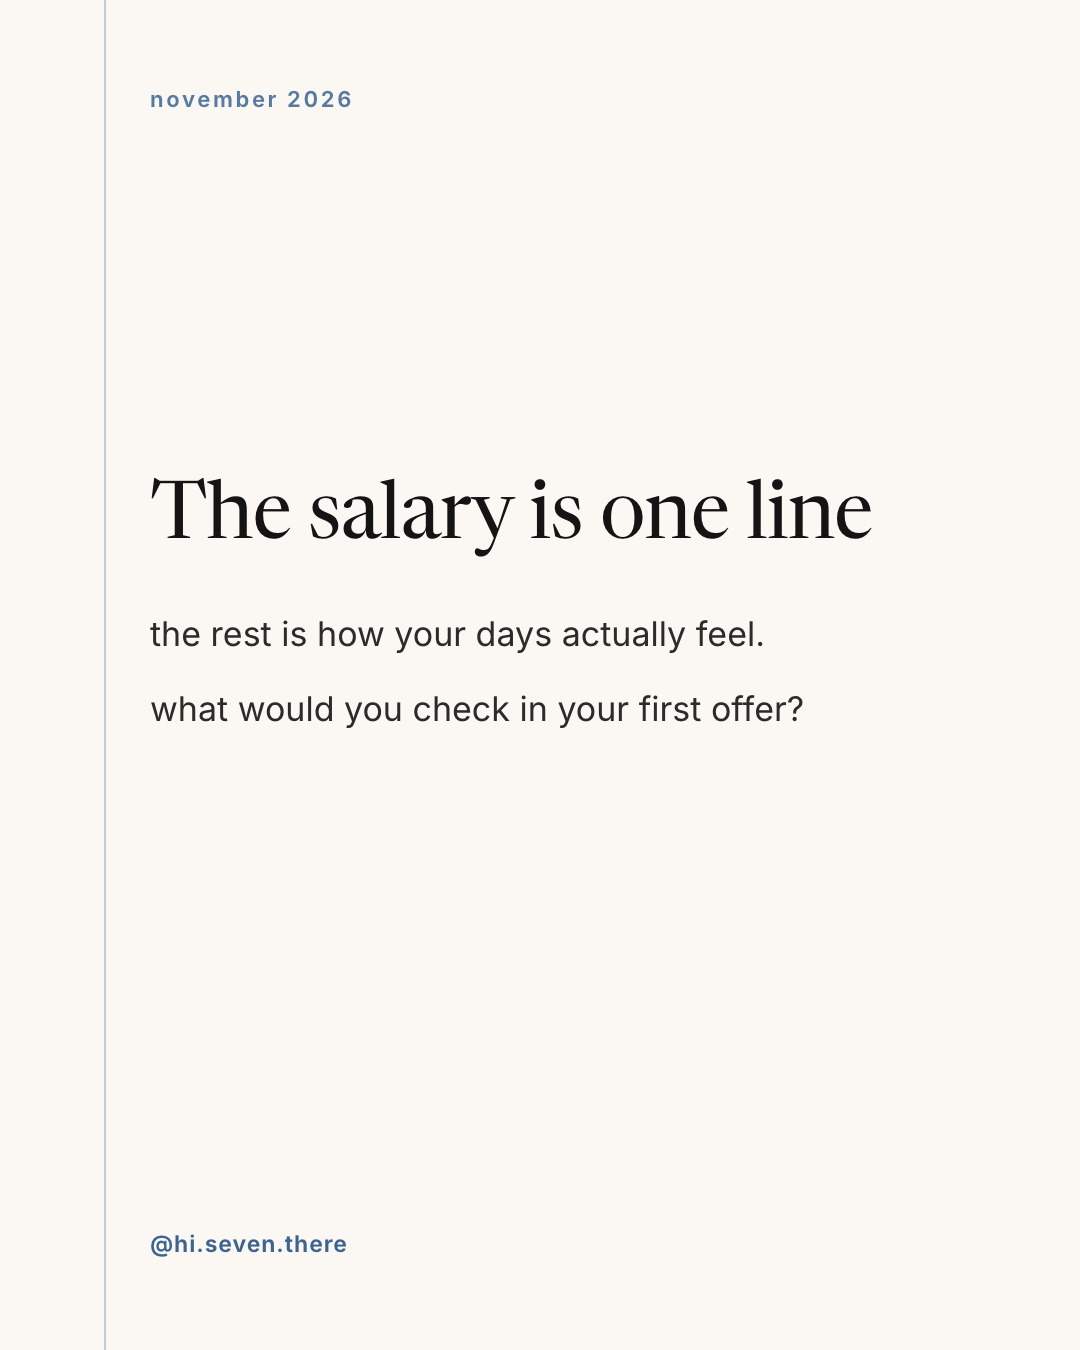 november 2026
The salary is one line
the rest is how your days actually feel.
what would you check in your first offer?
@hi.seven.there